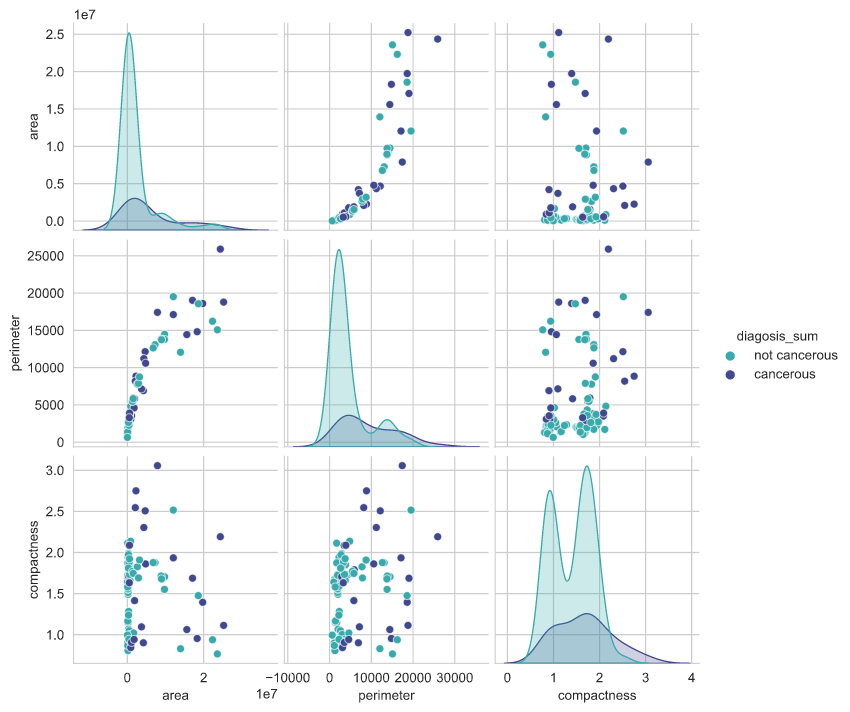 1e7
2.5
2.0
1.5
1.0
0.5
0.0
area
25000
20000
15000
10000
5000
0
perimeter
diagosis_sum
not cancerous
cancerous
3.0
2.5
2.0
1.5
1.0
compactness
0 2
1e7
area
−10000 0 10000 20000 30000
perimeter
0 1 2 3 4
compactness